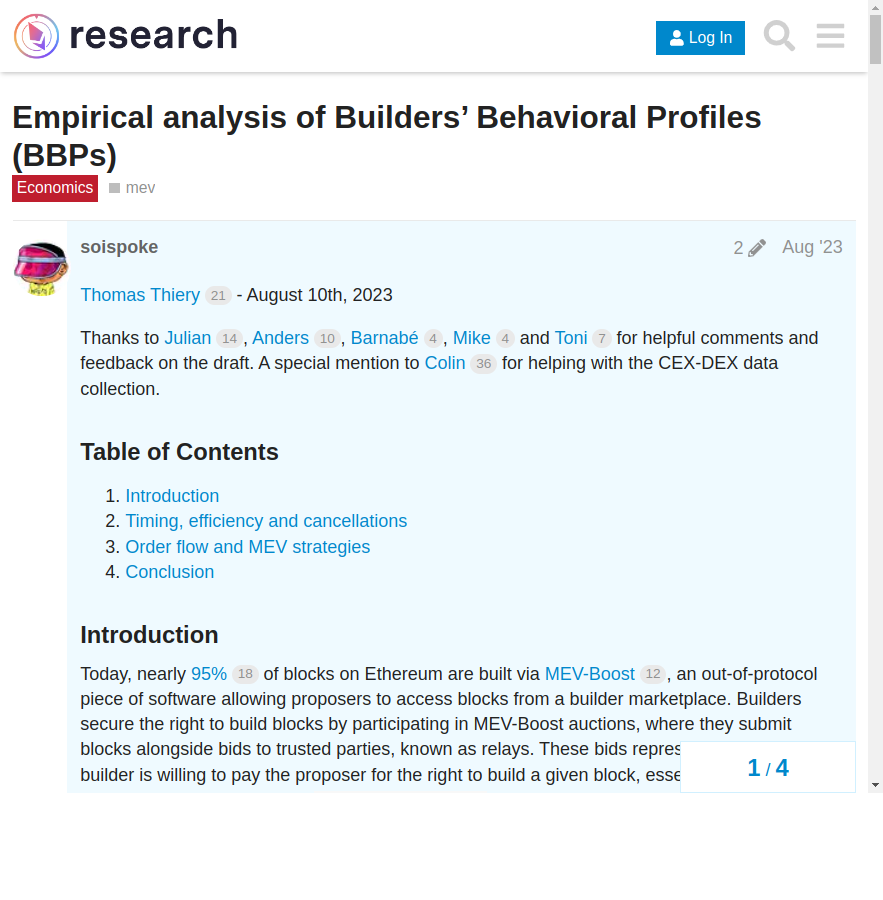 research
Log In
Empirical analysis of Builders’ Behavioral Profiles
(BBPs)
Economics mev
soispoke 2 Aug '23
Thomas Thiery 21 - August 10th, 2023
Thanks to Julian 14 , Anders 10 , Barnabé 4 , Mike 4 and Toni 7 for helpful comments and
feedback on the draft. A special mention to Colin 36 for helping with the CEX-DEX data
collection.
Table of Contents
1. Introduction
2. Timing, efficiency and cancellations
3. Order flow and MEV strategies
4. Conclusion
Introduction
Today, nearly 95% 18 of blocks on Ethereum are built via MEV-Boost 12 , an out-of-protocol
piece of software allowing proposers to access blocks from a builder marketplace. Builders
secure the right to build blocks by participating in MEV-Boost auctions, where they submit
blocks alongside bids to trusted parties, known as relays. These bids repres
builder is willing to pay the proposer for the right to build a given block, esse
1 / 4